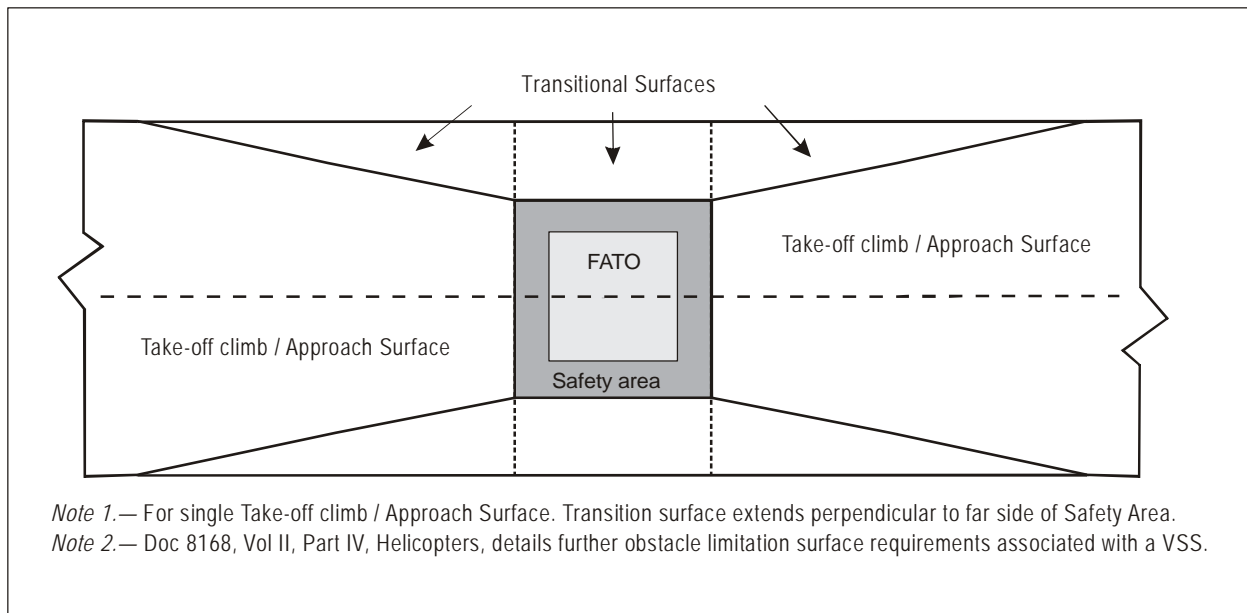 Transitional Surfaces
FATO
Take-off climb / Approach Surface
Take-off climb / Approach Surface
Safety area
Note 1.— For single Take-off climb / Approach Surface. Transition surface extends perpendicular to far side of Safety Area.
Note 2.— Doc 8168, Vol II, Part IV, Helicopters, details further obstacle limitation surface requirements associated with a VSS.